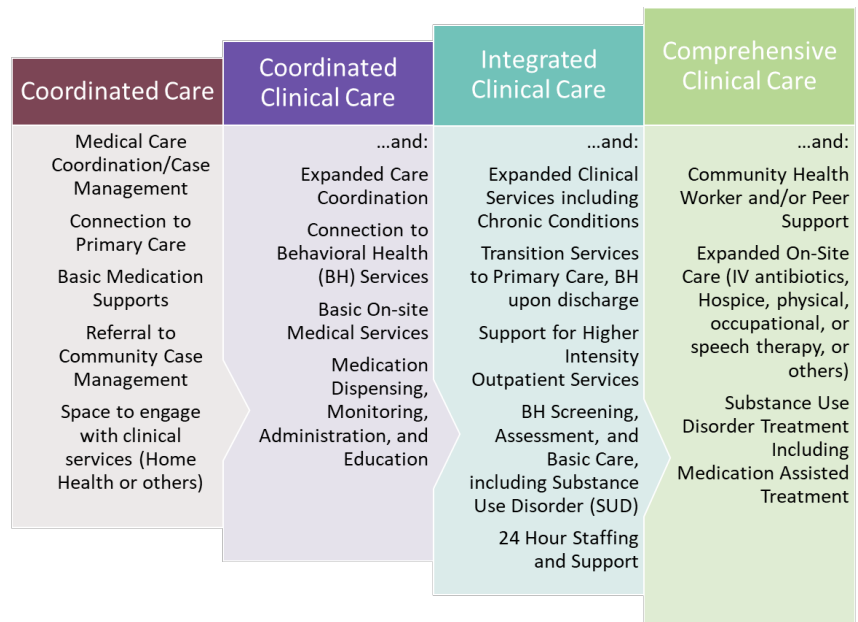 Coordinated Care
Medical Care
Coordination/Case
Management
Connection to
Primary Care
Basic Medication
Supports
Referral to
Community Case
Management
Space to engage
with clinical
services (Home
Health or others)
Coordinated
Clinical Care
…and:
Expanded Care
Coordination
Connection to
Behavioral Health
(BH) Services
Basic On-site
Medical Services
Medication
Dispensing,
Monitoring,
Administration, and
Education
Integrated
Clinical Care
…and:
Expanded Clinical
Services including
Chronic Conditions
Transition Services
to Primary Care, BH
upon discharge
Support for Higher
Intensity
Outpatient Services
BH Screening,
Assessment, and
Basic Care,
including Substance
Use Disorder (SUD)
24 Hour Staffing
and Support
Comprehensive
Clinical Care
…and:
Community Health
Worker and/or Peer
Support
Expanded On-Site
Care (IV antibiotics,
Hospice, physical,
occupational, or
speech therapy, or
others)
Substance Use
Disorder Treatment
Including
Medication Assisted
Treatment